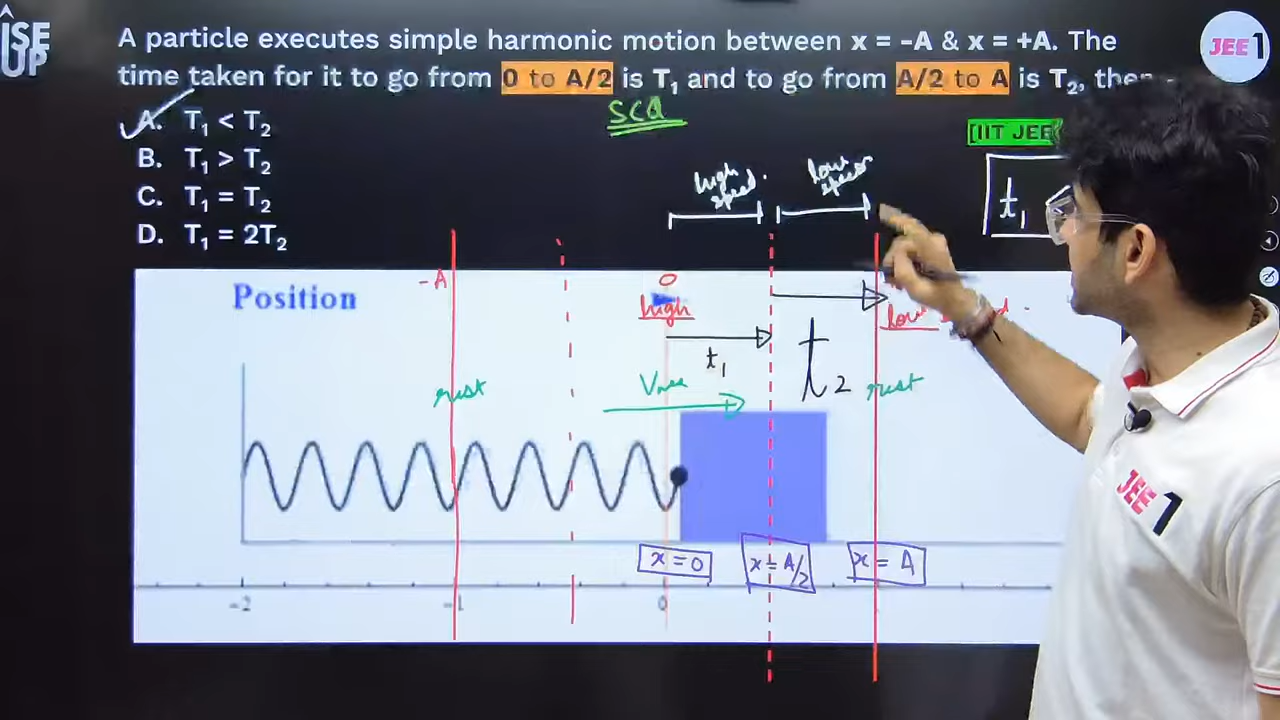 ISE
UP
JEE 1
A particle executes simple harmonic motion between x = -A & x = +A. The
time taken for it to go from 0 to A/2 is T₁ and to go from A/2 to A is T₂, then
SCQ
A. T₁ < T₂
B. T₁ > T₂
C. T₁ = T₂
D. T₁ = 2T₂
[IIT JEE
high speed
low speed
t₁
-A
0
Position
high
low
t₁
t₂
rest
Vmax
rest
JEE 1
x = 0
x = A/2
x = A
-2
-1
0